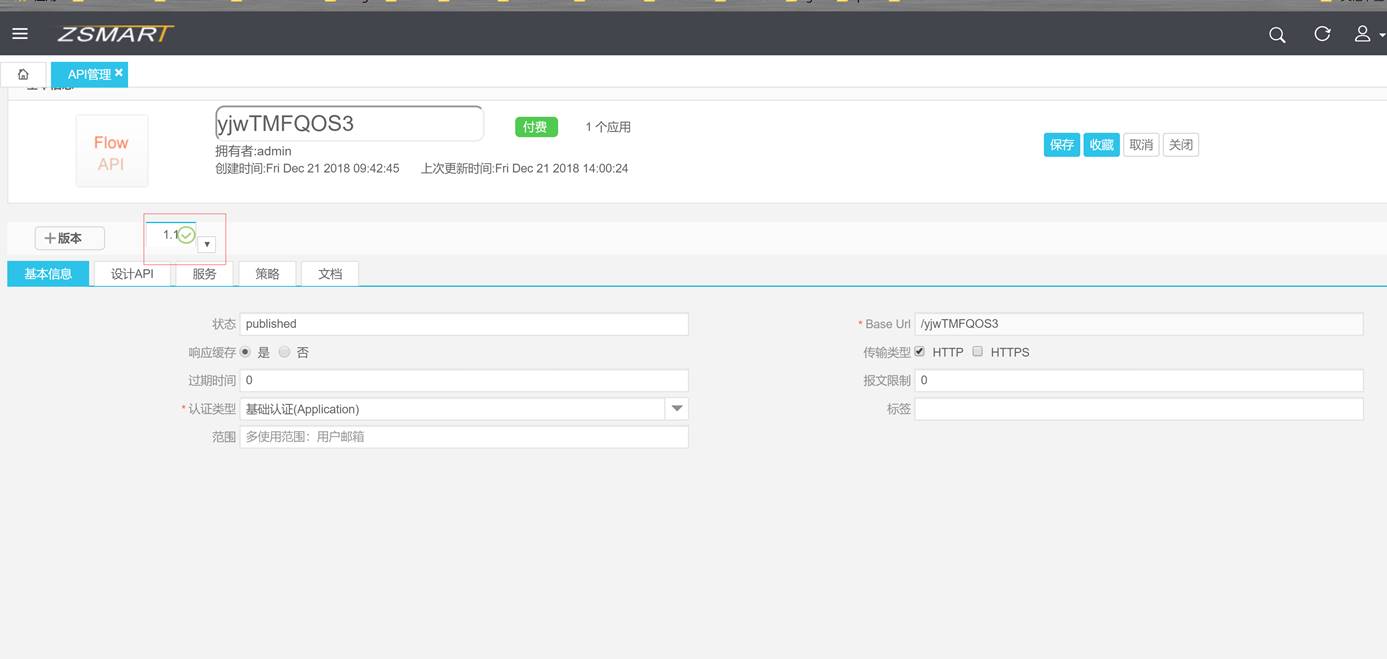 ZSMART
API管理
Flow
API
yjwTMFQOS3
付费
1 个应用
拥有者:admin
创建时间:Fri Dec 21 2018 09:42:45 上次更新时间:Fri Dec 21 2018 14:00:24
保存 收藏 取消 关闭
版本
1.1
基本信息 设计API 服务 策略 文档
状态 published * Base Url /yjwTMFQOS3
响应缓存 是 否 传输类型 HTTP HTTPS
过期时间 0 报文限制 0
* 认证类型 基础认证(Application) 标签
范围 多使用范围：用户邮箱